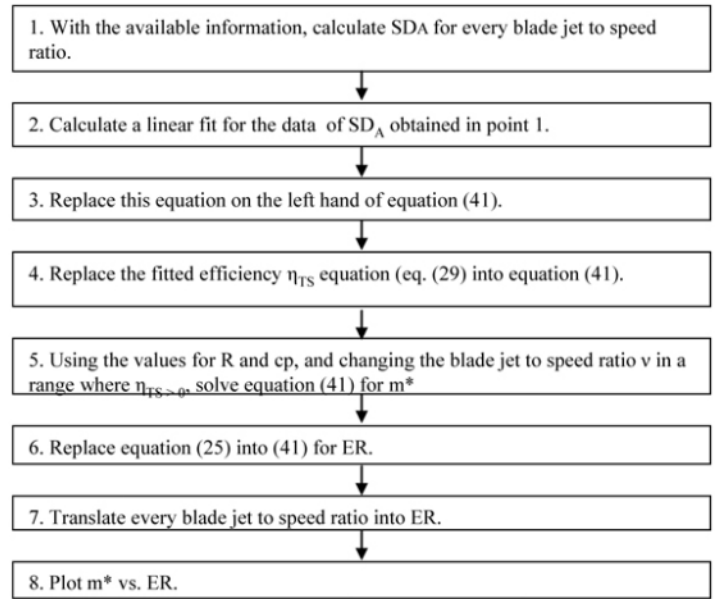 1. With the available information, calculate SDA for every blade jet to speed
ratio.
2. Calculate a linear fit for the data of SDA obtained in point 1.
3. Replace this equation on the left hand of equation (41).
4. Replace the fitted efficiency ηTS equation (eq. (29) into equation (41).
5. Using the values for R and cp, and changing the blade jet to speed ratio ν in a
range where ηTS > 0, solve equation (41) for m*
6. Replace equation (25) into (41) for ER.
7. Translate every blade jet to speed ratio into ER.
8. Plot m* vs. ER.